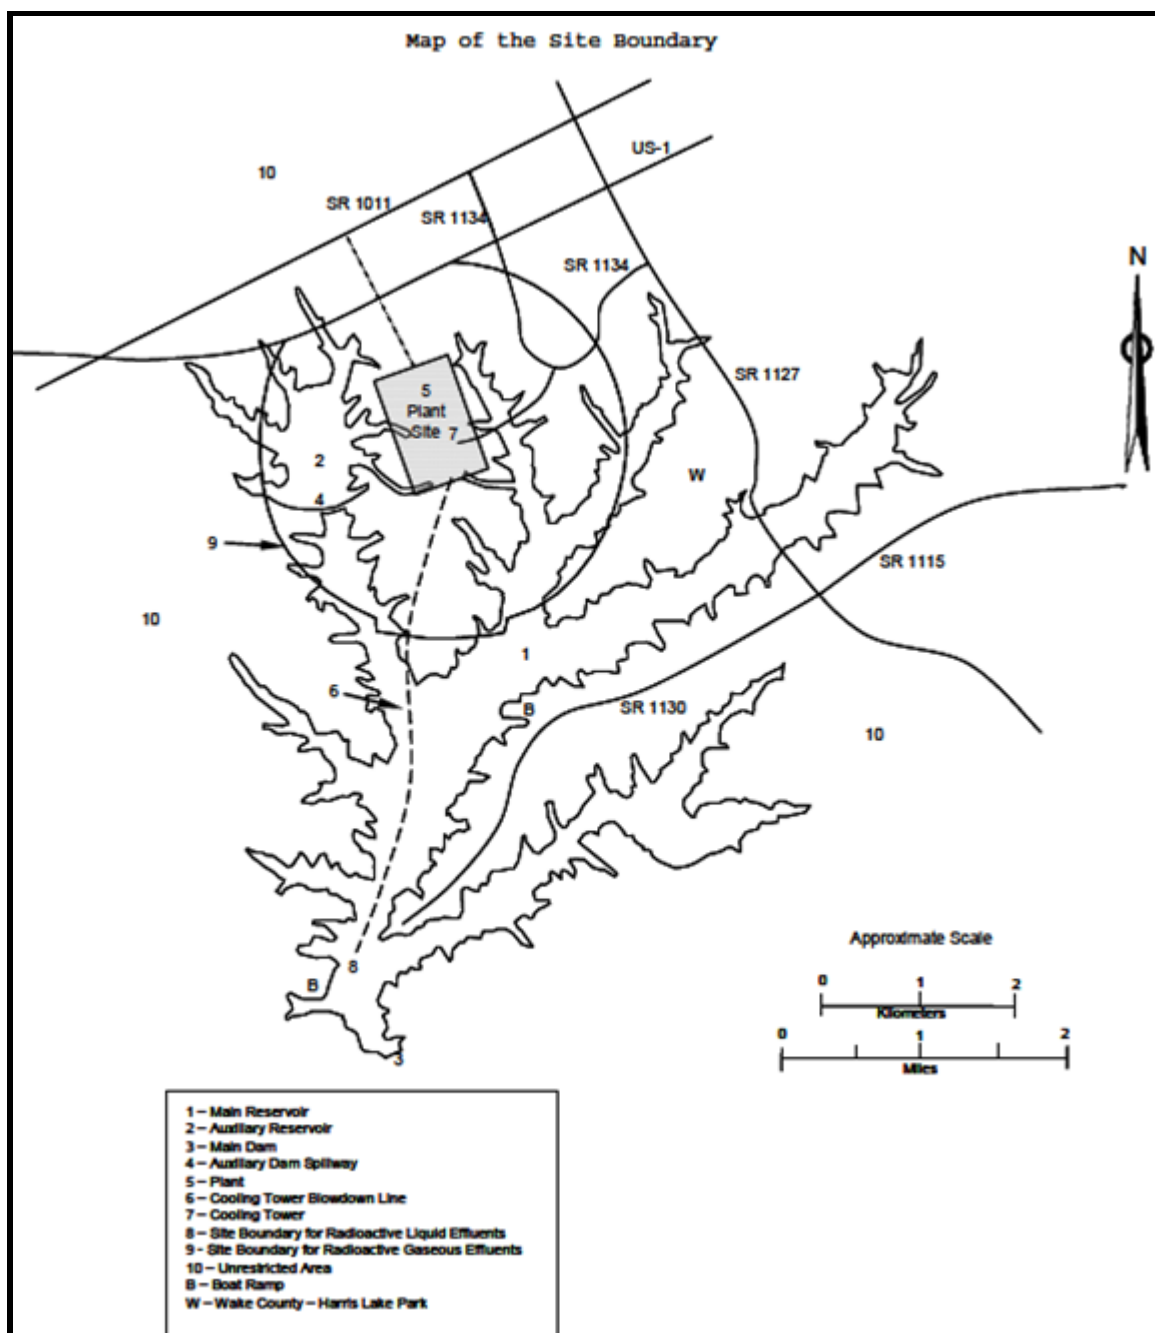 Map of the Site Boundary
US-1
10
SR 1011
SR 1134
SR 1134
N
5
Plant
Site
7
SR 1127
2
W
4
9
SR 1115
10
1
6
B
SR 1130
10
Approximate Scale
8
B
0 1 2
Kilometers
0 1 2
Miles
3
1 – Main Reservoir
2 – Auxiliary Reservoir
3 – Main Dam
4 – Auxiliary Dam Spillway
5 – Plant
6 – Cooling Tower Blowdown Line
7 – Cooling Tower
8 – Site Boundary for Radioactive Liquid Effluents
9 - Site Boundary for Radioactive Gaseous Effluents
10 – Unrestricted Area
B – Boat Ramp
W – Wake County – Harris Lake Park